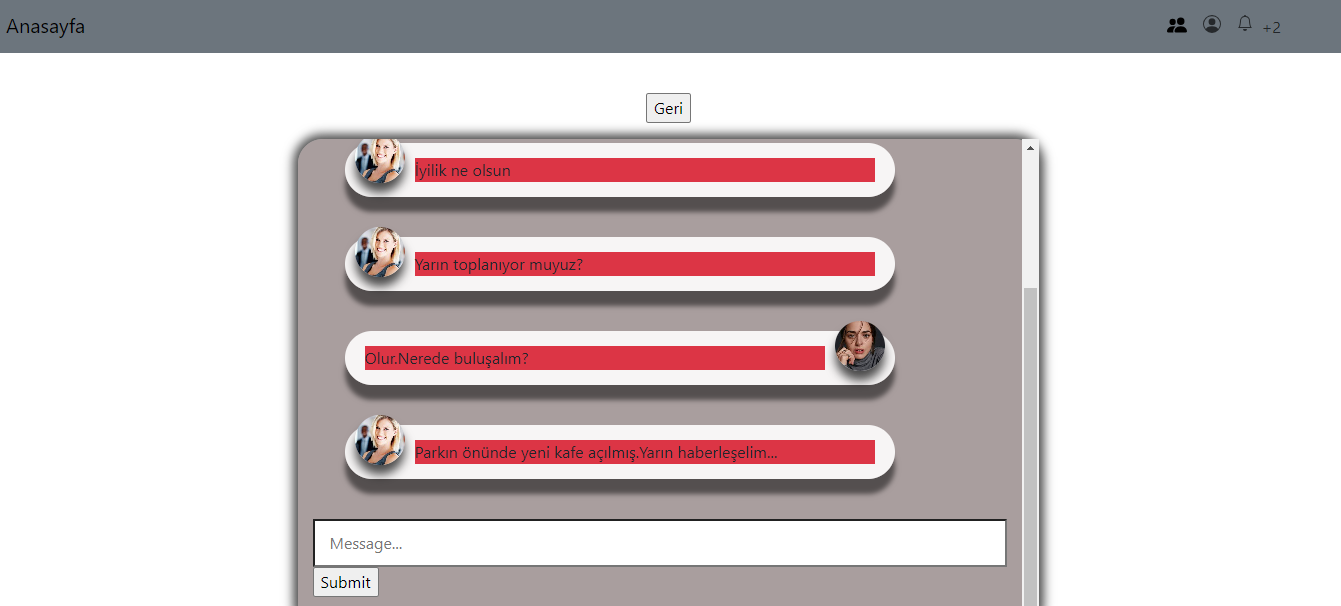 Anasayfa
+2
Geri
İyilik ne olsun
Yarın toplanıyor muyuz?
Olur.Nerede buluşalım?
Parkın önünde yeni kafe açılmış.Yarın haberleşelim...
Message...
Submit